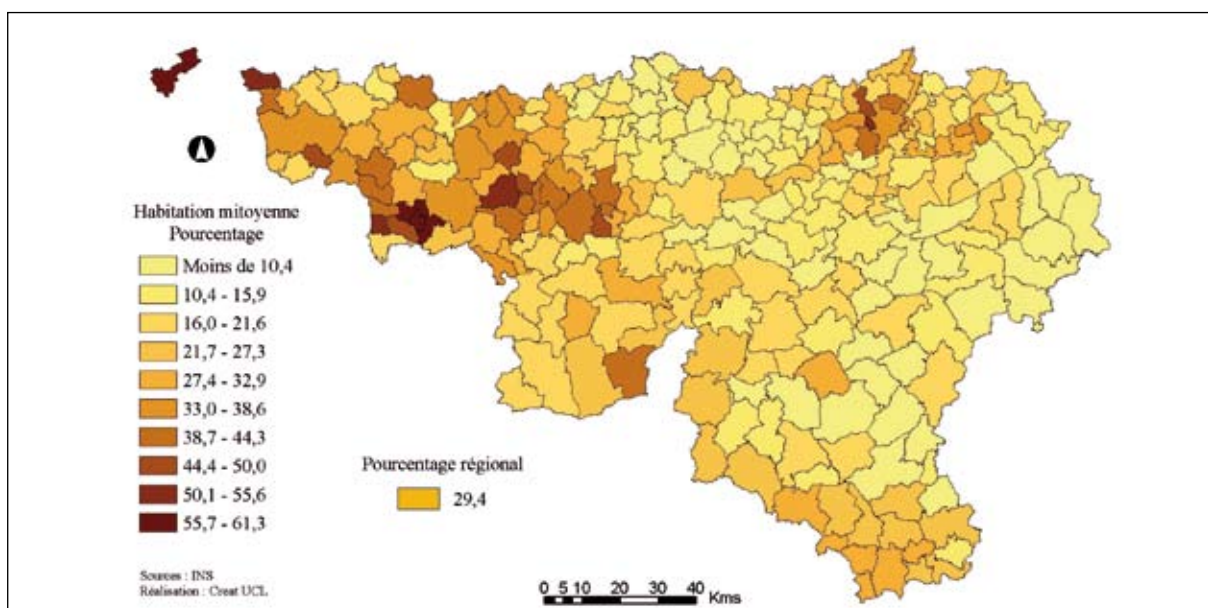 Habitation mitoyenne
Pourcentage
Moins de 10,4
10,4 - 15,9
16,0 - 21,6
21,7 - 27,3
27,4 - 32,9
33,0 - 38,6
38,7 - 44,3
44,4 - 50,0
50,1 - 55,6
55,7 - 61,3
Pourcentage régional
29,4
Sources : INS
Réalisation : Creat UCL
0 5 10 20 30 40
Kms